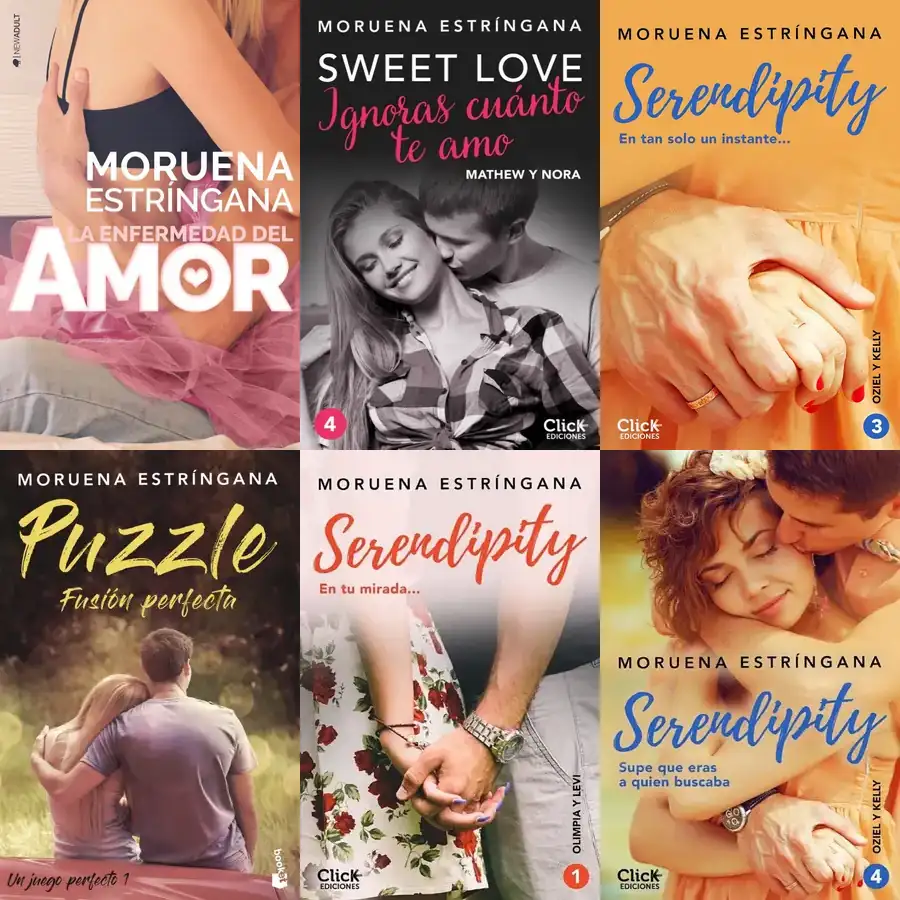 NEWADULT
MORUENA
ESTRÍNGANA
LA ENFERMEDAD DEL
AMOR
MORUENA ESTRÍNGANA
SWEET LOVE
Ignoras cuánto
te amo
MATHEW Y NORA
4
Click
EDICIONES
MORUENA ESTRÍNGANA
Serendipity
En tan solo un instante...
OZIEL Y KELLY
Click
EDICIONES
3
MORUENA ESTRÍNGANA
Puzzle
Fusión perfecta
Un juego perfecto 1
booket
MORUENA ESTRÍNGANA
Serendipity
En tu mirada...
OLIMPIA Y LEVI
Click
EDICIONES
1
MORUENA ESTRÍNGANA
Serendipity
Supe que eras
a quien buscaba
OZIEL Y KELLY
Click
EDICIONES
4